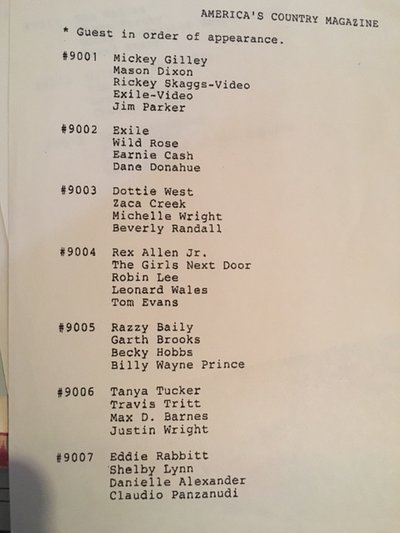 AMERICA'S COUNTRY MAGAZINE
* Guest in order of appearance.
#9001 Mickey Gilley
Mason Dixon
Rickey Skaggs-Video
Exile-Video
Jim Parker
#9002 Exile
Wild Rose
Earnie Cash
Dane Donahue
#9003 Dottie West
Zaca Creek
Michelle Wright
Beverly Randall
#9004 Rex Allen Jr.
The Girls Next Door
Robin Lee
Leonard Wales
Tom Evans
#9005 Razzy Baily
Garth Brooks
Becky Hobbs
Billy Wayne Prince
#9006 Tanya Tucker
Travis Tritt
Max D. Barnes
Justin Wright
#9007 Eddie Rabbitt
Shelby Lynn
Danielle Alexander
Claudio Panzanudi